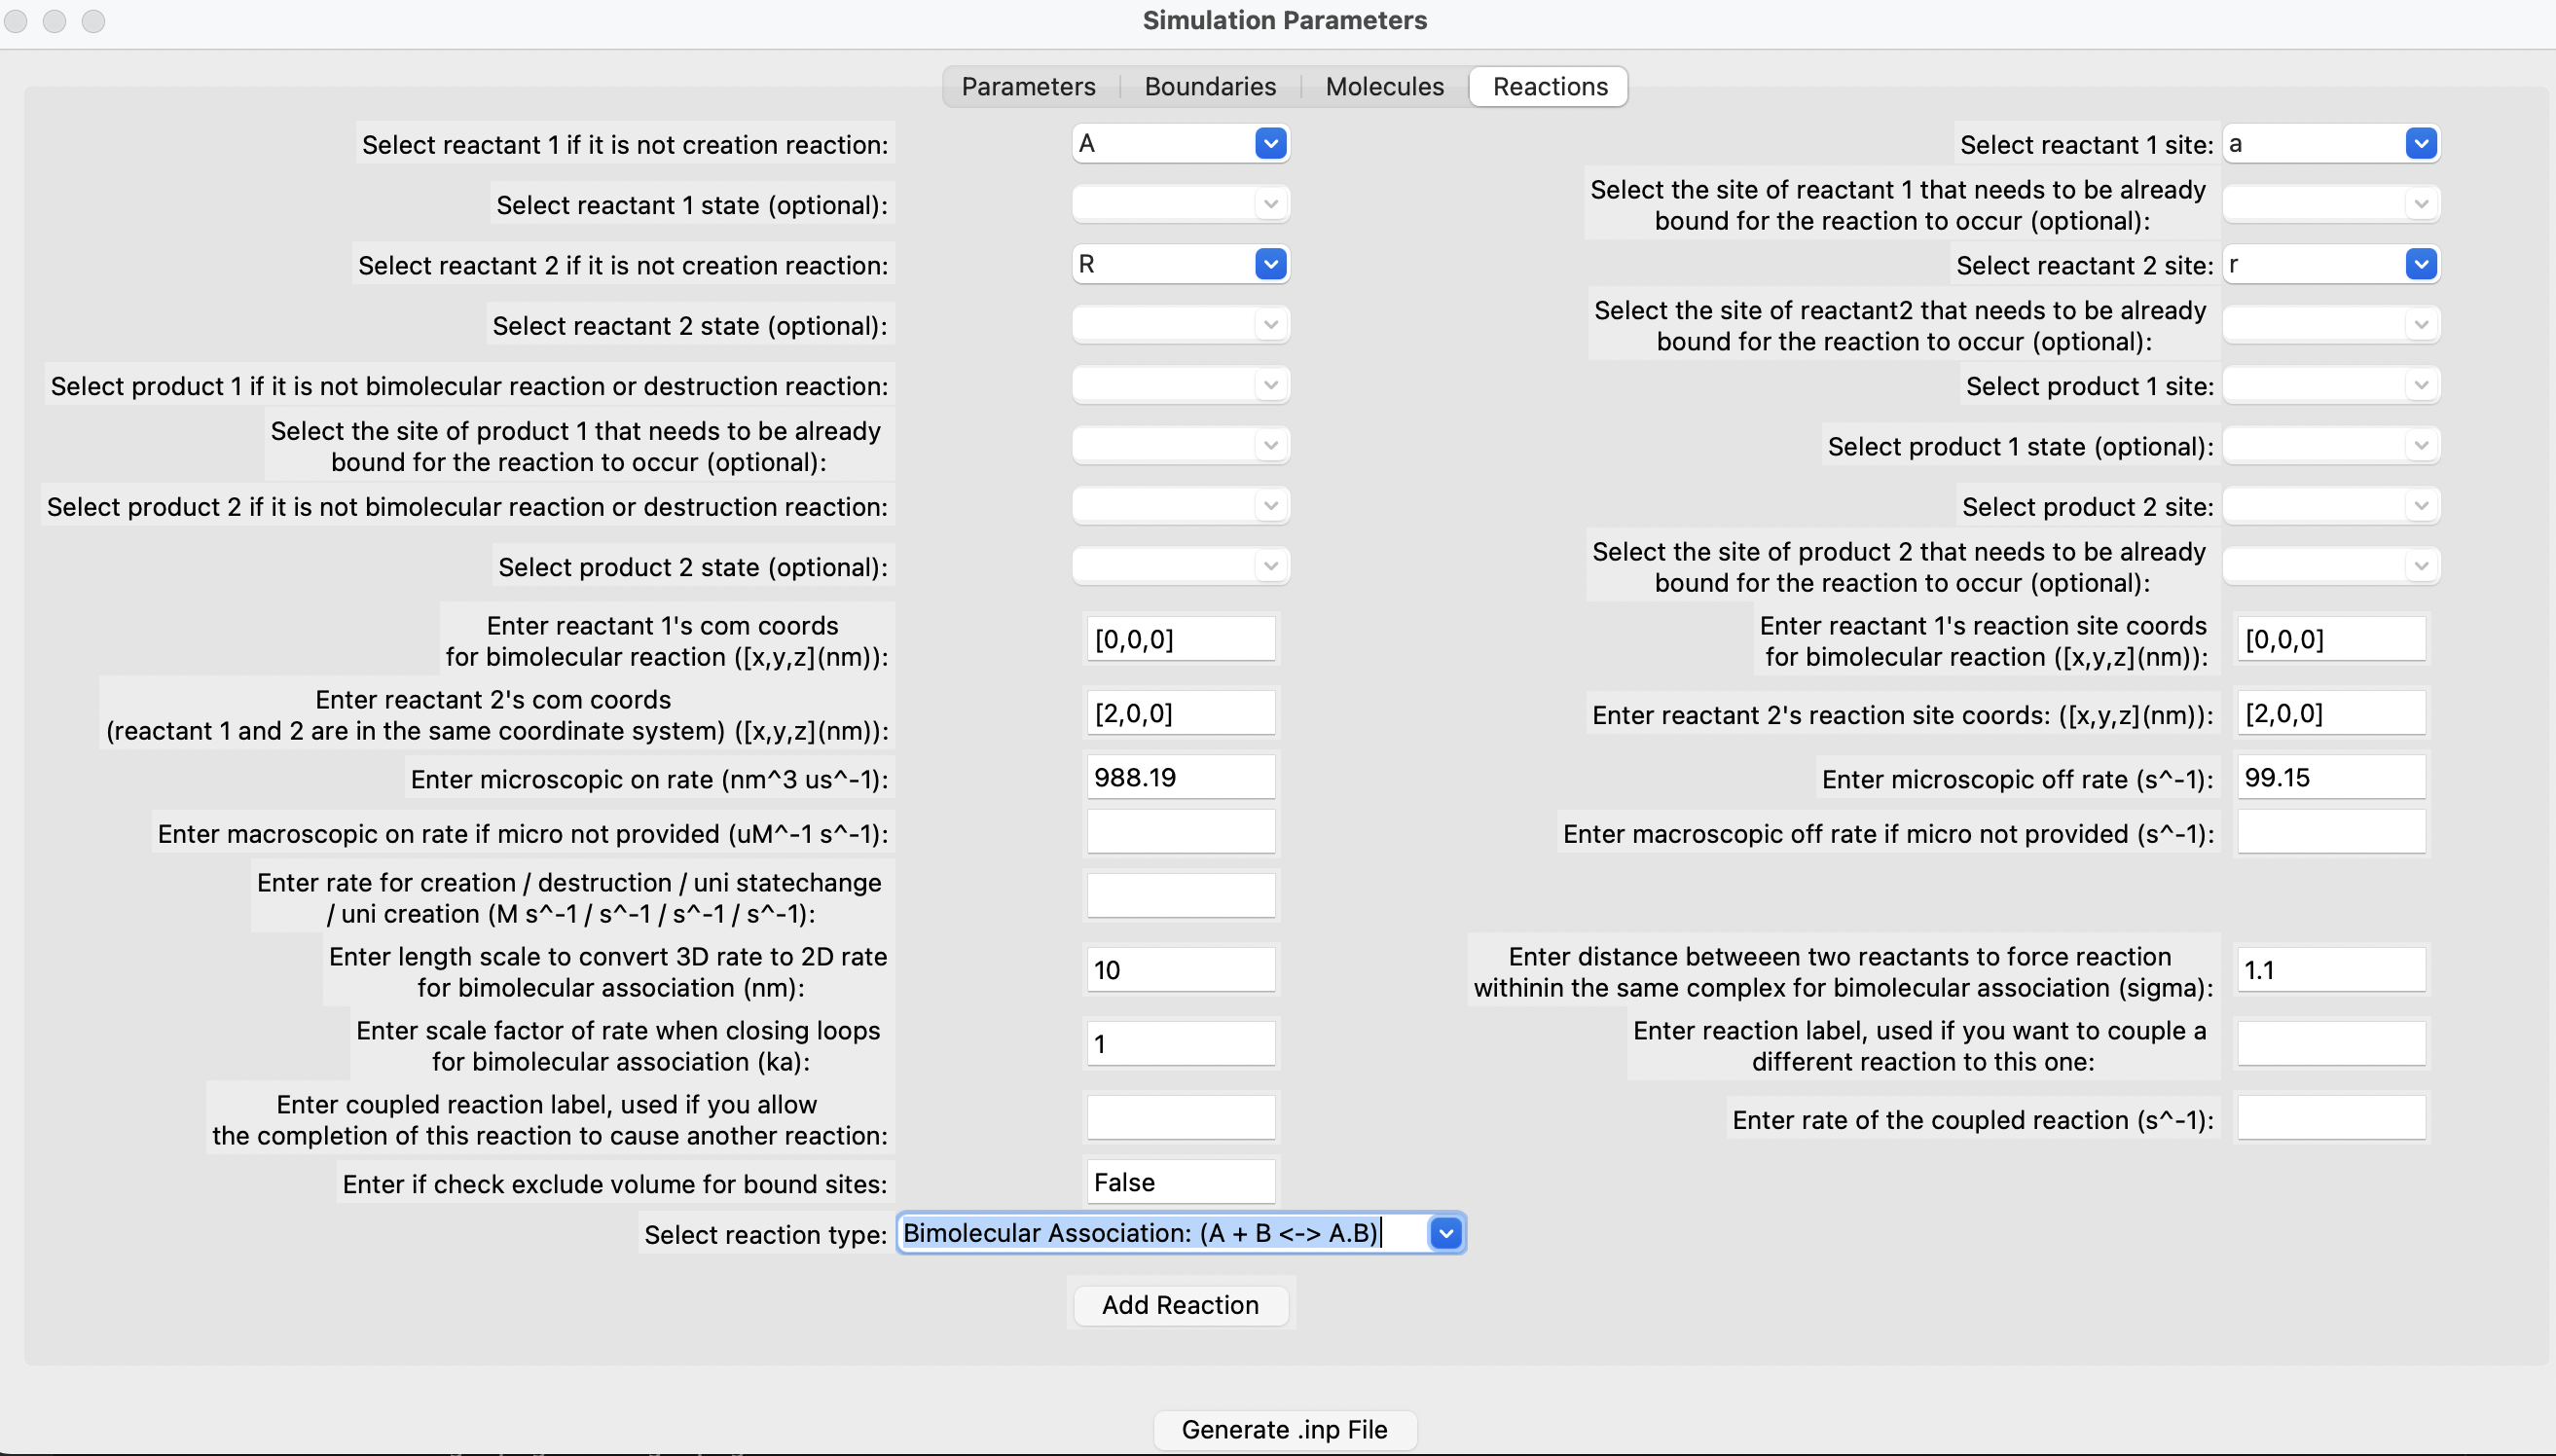 Simulation Parameters
Parameters Boundaries Molecules Reactions
Select reactant 1 if it is not creation reaction: A
Select reactant 1 site: a
Select reactant 1 state (optional):
Select the site of reactant 1 that needs to be already
bound for the reaction to occur (optional):
Select reactant 2 if it is not creation reaction: R
Select reactant 2 site: r
Select reactant 2 state (optional):
Select the site of reactant2 that needs to be already
bound for the reaction to occur (optional):
Select product 1 if it is not bimolecular reaction or destruction reaction:
Select product 1 site:
Select the site of product 1 that needs to be already
bound for the reaction to occur (optional):
Select product 1 state (optional):
Select product 2 if it is not bimolecular reaction or destruction reaction:
Select product 2 site:
Select product 2 state (optional):
Select the site of product 2 that needs to be already
bound for the reaction to occur (optional):
Enter reactant 1's com coords
for bimolecular reaction ([x,y,z](nm)):
[0,0,0]
Enter reactant 1's reaction site coords
for bimolecular reaction ([x,y,z](nm)):
[0,0,0]
Enter reactant 2's com coords
(reactant 1 and 2 are in the same coordinate system) ([x,y,z](nm)):
[2,0,0]
Enter reactant 2's reaction site coords: ([x,y,z](nm)): [2,0,0]
Enter microscopic on rate (nm^3 us^-1): 988.19
Enter microscopic off rate (s^-1): 99.15
Enter macroscopic on rate if micro not provided (uM^-1 s^-1):
Enter macroscopic off rate if micro not provided (s^-1):
Enter rate for creation / destruction / uni statechange
/ uni creation (M s^-1 / s^-1 / s^-1 / s^-1):
Enter length scale to convert 3D rate to 2D rate
for bimolecular association (nm):
10
Enter distance betweeen two reactants to force reaction
withinin the same complex for bimolecular association (sigma):
1.1
Enter scale factor of rate when closing loops
for bimolecular association (ka):
1
Enter reaction label, used if you want to couple a
different reaction to this one:
Enter coupled reaction label, used if you allow
the completion of this reaction to cause another reaction:
Enter rate of the coupled reaction (s^-1):
Enter if check exclude volume for bound sites: False
Select reaction type: Bimolecular Association: (A + B <-> A.B)
Add Reaction
Generate .inp File